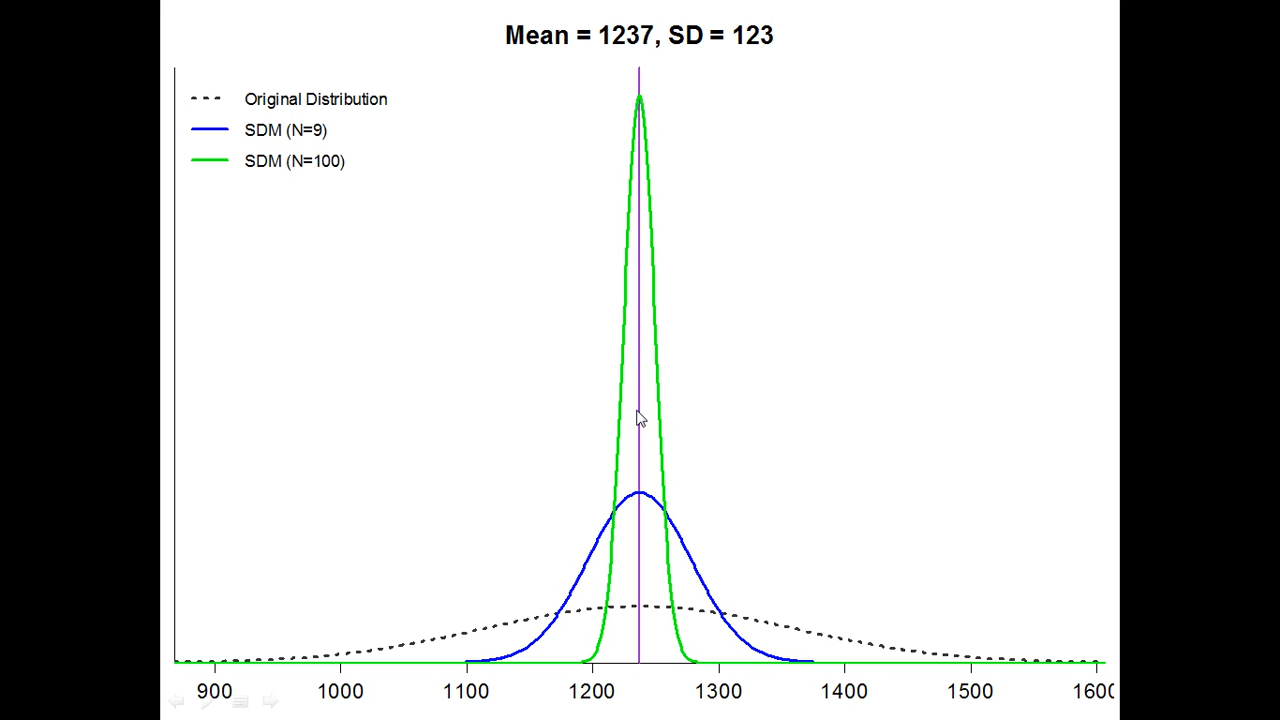 Mean = 1237, SD = 123
Original Distribution
SDM (N=9)
SDM (N=100)
900 1000 1100 1200 1300 1400 1500 1600